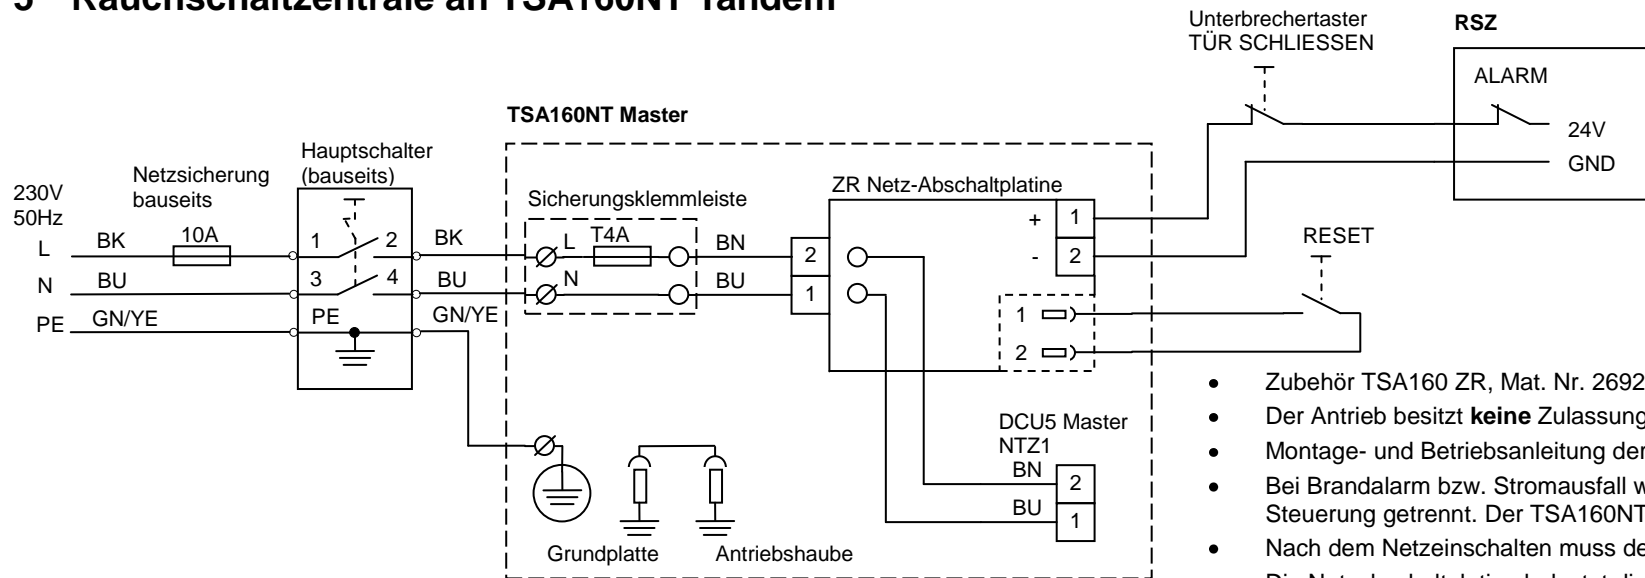 Unterbrechertaster
TÜR SCHLIESSEN
RSZ
ALARM
24V
GND
TSA160NT Master
Hauptschalter
(bauseits)
Netzsicherung
bauseits
230V
50Hz
Sicherungsklemmleiste
ZR Netz-Abschaltplatine
L BK 10A 1 2 BK L T4A BN 2
N BU 3 4 BU N BU 1
PE GN/YE PE GN/YE
+ 1
- 2
RESET
1
2
DCU5 Master
NTZ1
BN 2
BU 1
Grundplatte Antriebshaube
• Zubehör TSA160 ZR, Mat. Nr. 2692
• Der Antrieb besitzt keine Zulassung
• Montage- und Betriebsanleitung der
• Bei Brandalarm bzw. Stromausfall w
Steuerung getrennt. Der TSA160NT
• Nach dem Netzeinschalten muss de